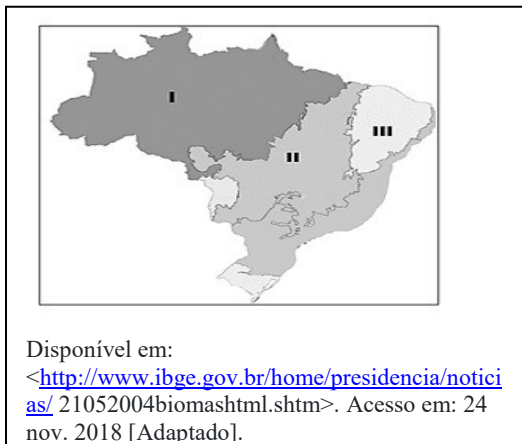 I
II
III
Disponível em:
<http://www.ibge.gov.br/home/presidencia/notici
as/ 21052004biomashtml.shtm>. Acesso em: 24
nov. 2018 [Adaptado].